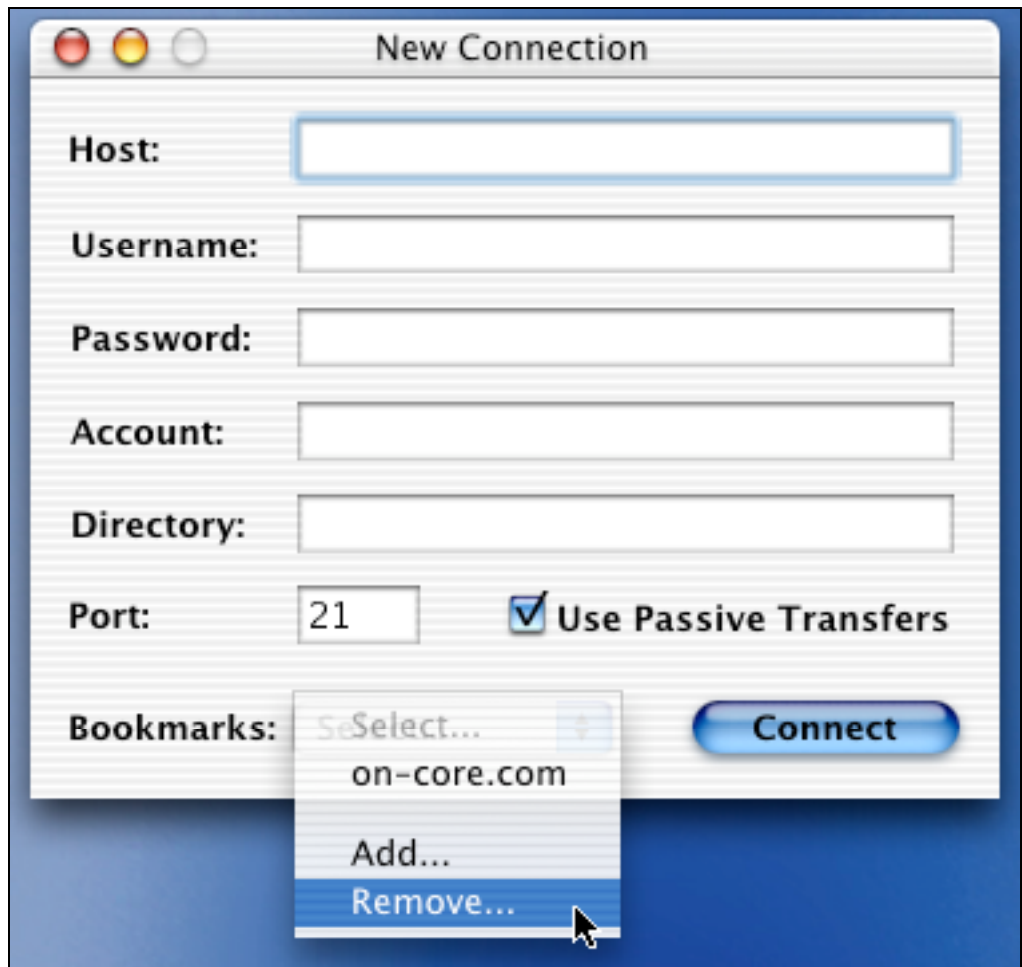 New Connection
Host:
Username:
Password:
Account:
Directory:
Port: 21 Use Passive Transfers
Bookmarks: Select... Connect
on-core.com
Add...
Remove...